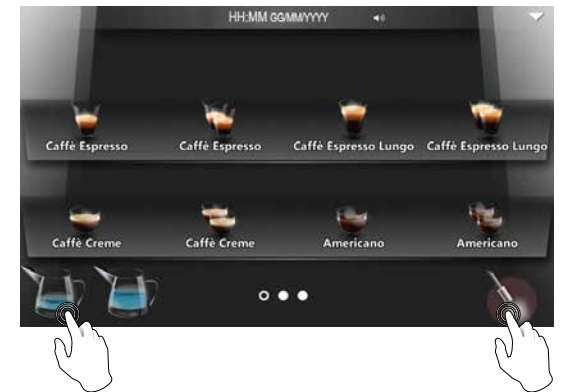 HH:MM GG/MM/YYYY
Caffè Espresso Caffè Espresso Caffè Espresso Lungo Caffè Espresso Lungo
Caffè Creme Caffè Creme Americano Americano